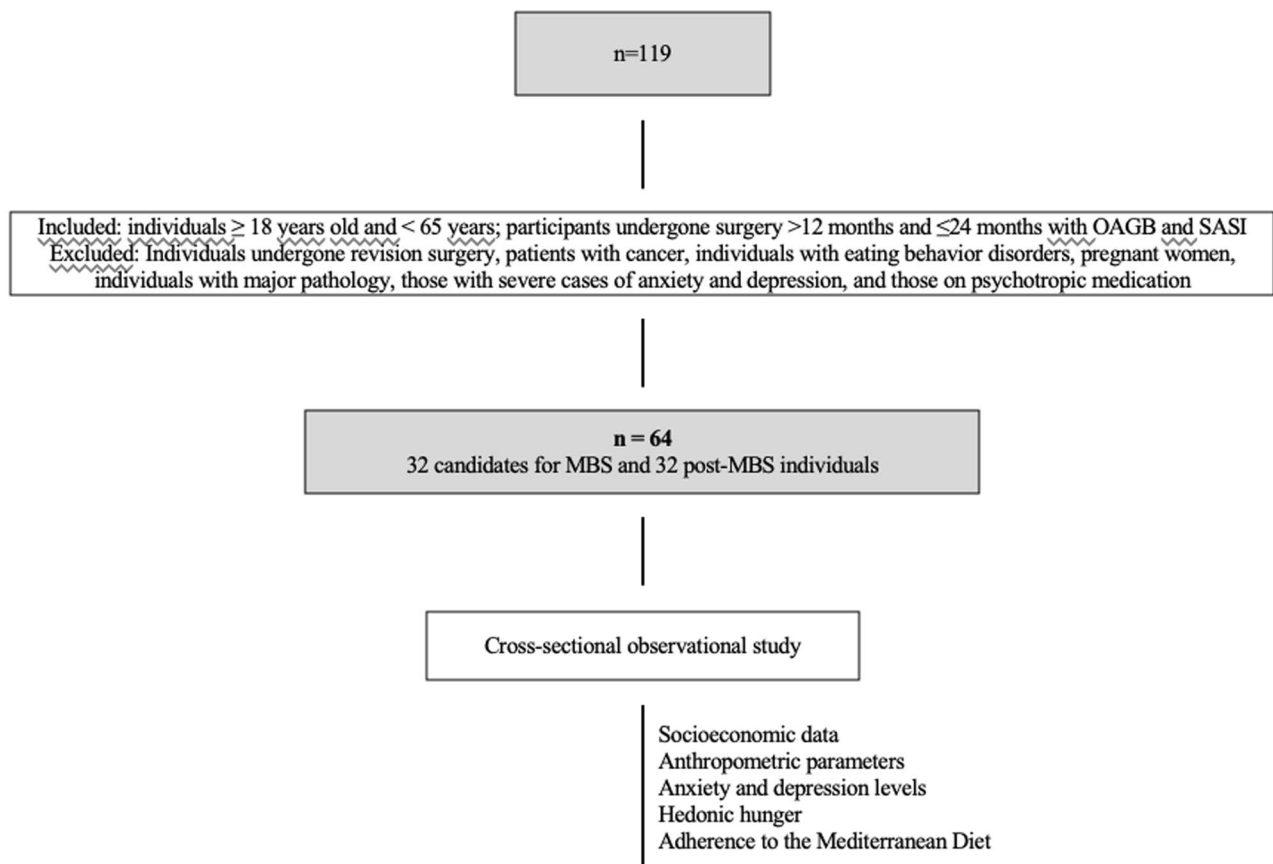 n=119
Included: individuals ≥ 18 years old and < 65 years; participants undergone surgery >12 months and ≤24 months with OAGB and SASI
Excluded: Individuals undergone revision surgery, patients with cancer, individuals with eating behavior disorders, pregnant women,
individuals with major pathology, those with severe cases of anxiety and depression, and those on psychotropic medication
n = 64
32 candidates for MBS and 32 post-MBS individuals
Cross-sectional observational study
Socioeconomic data
Anthropometric parameters
Anxiety and depression levels
Hedonic hunger
Adherence to the Mediterranean Diet